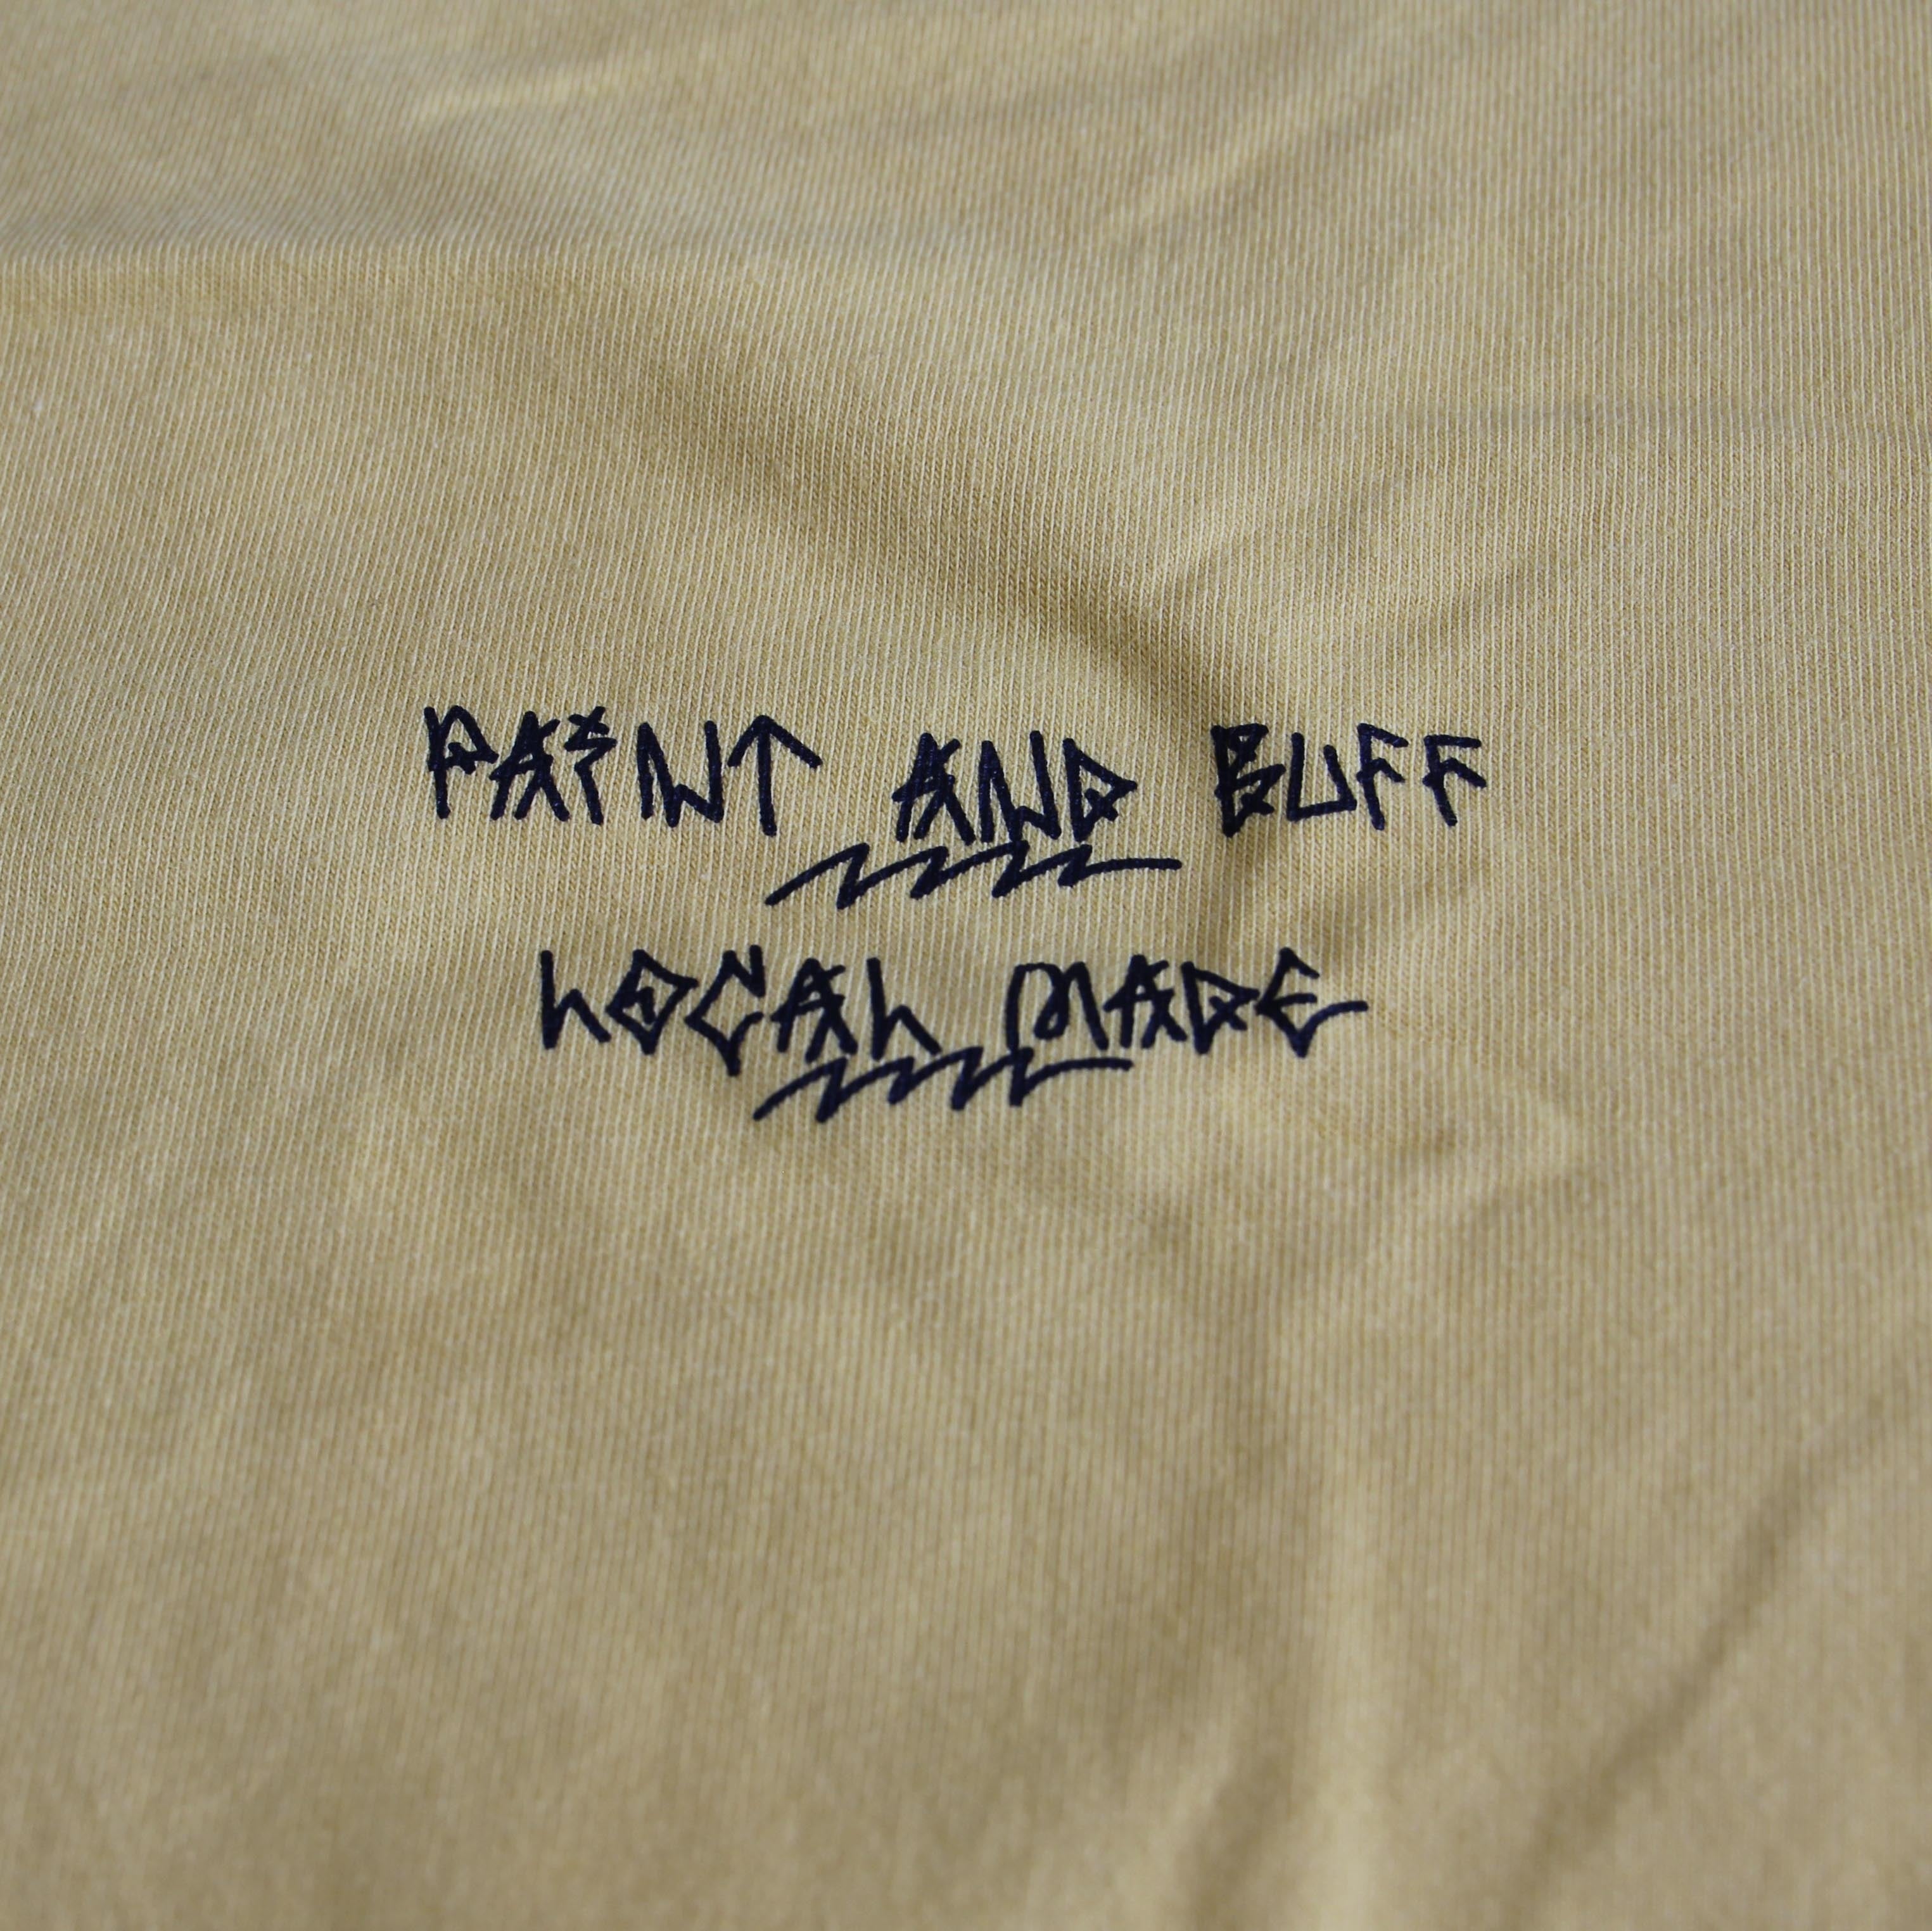 PAiNT AND BUFF
LOCAL MADE